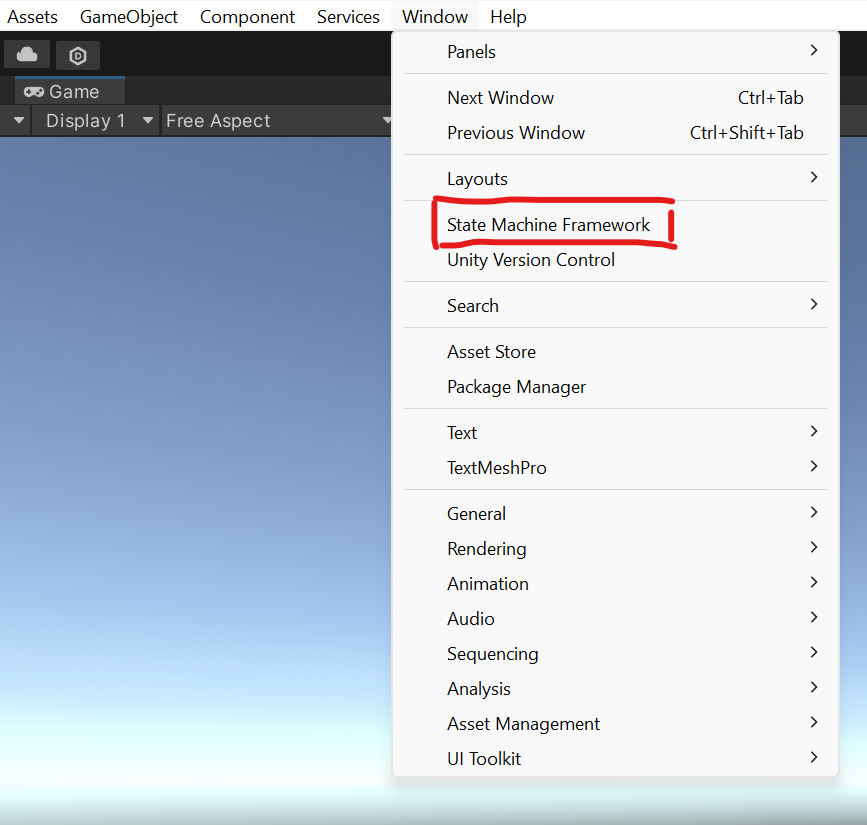 Assets GameObject Component Services Window Help
Game
Display 1 Free Aspect
Panels
Next Window Ctrl+Tab
Previous Window Ctrl+Shift+Tab
Layouts
State Machine Framework
Unity Version Control
Search
Asset Store
Package Manager
Text
TextMeshPro
General
Rendering
Animation
Audio
Sequencing
Analysis
Asset Management
UI Toolkit